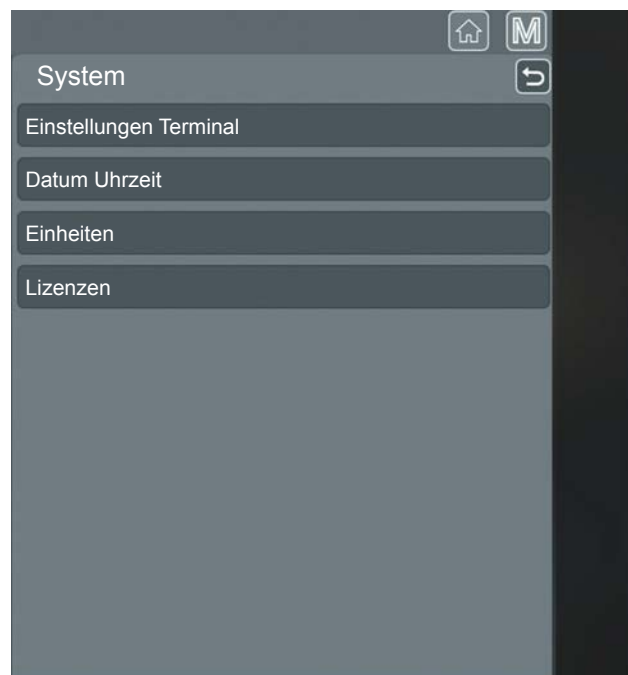 M
System
Einstellungen Terminal
Datum Uhrzeit
Einheiten
Lizenzen